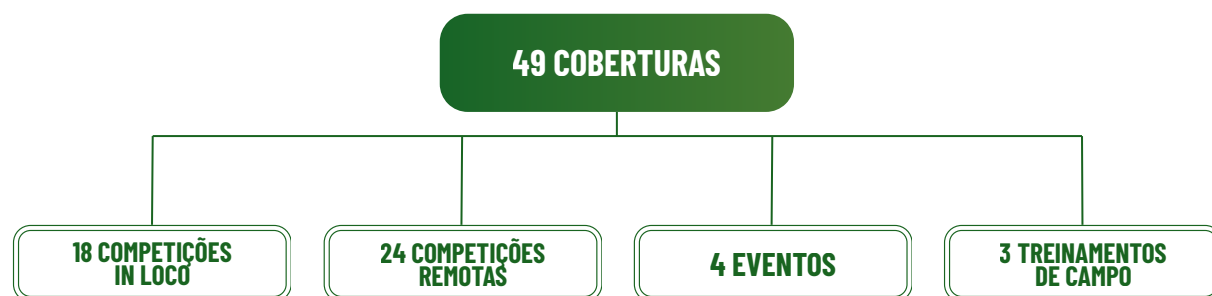 49 COBERTURAS
18 COMPETIÇÕES
IN LOCO
24 COMPETIÇÕES
REMOTAS
4 EVENTOS
3 TREINAMENTOS
DE CAMPO